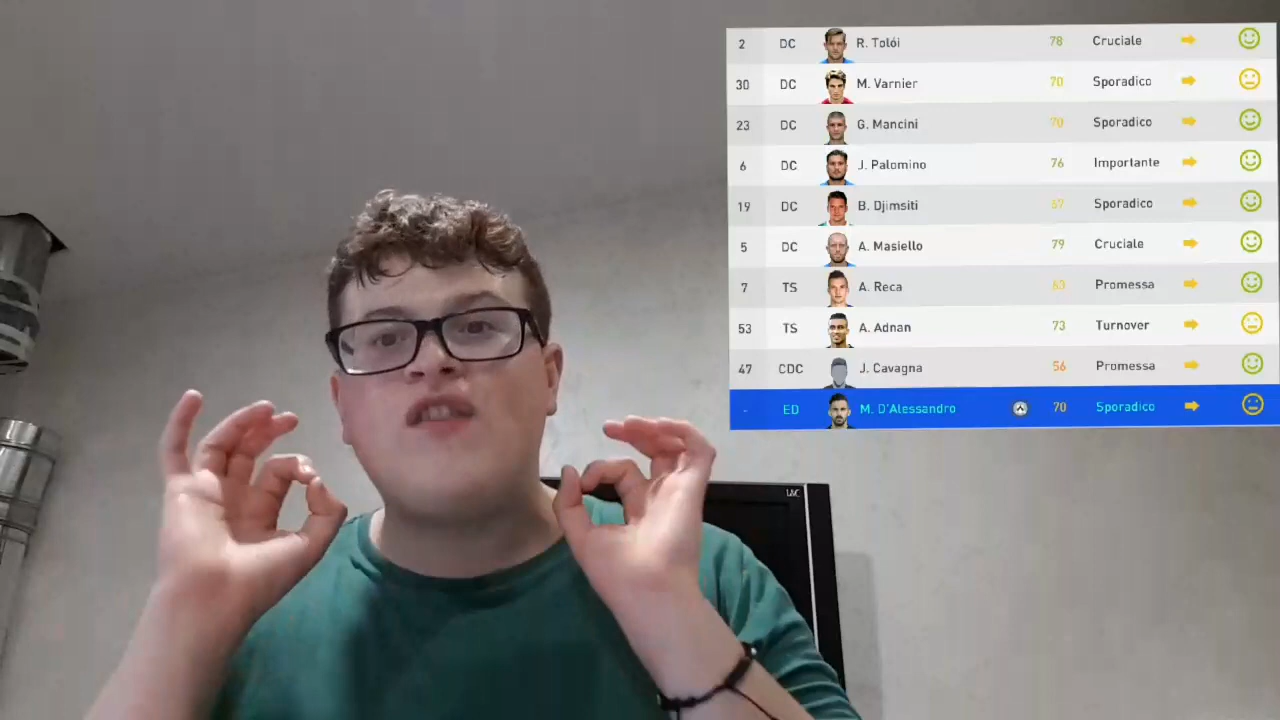 2 DC R. Tolói 78 Cruciale
30 DC M. Varnier 70 Sporadico
23 DC G. Mancini 70 Sporadico
6 DC J. Palomino 76 Importante
19 DC B. Djimsiti 67 Sporadico
5 DC A. Masiello 79 Cruciale
7 TS A. Reca 63 Promessa
53 TS A. Adnan 73 Turnover
47 CDC J. Cavagna 56 Promessa
- ED M. D'Alessandro 70 Sporadico